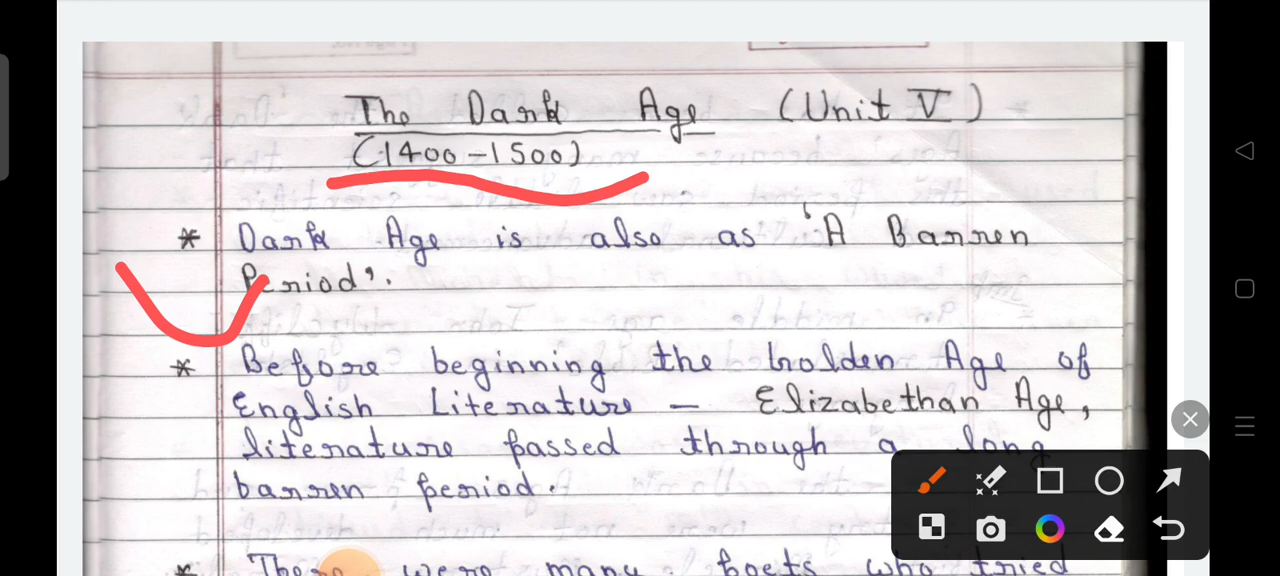 The Dark Age (Unit V)
(1400-1500)
* Dark Age is also as 'A Barren
Period'.
* Before beginning the Golden Age of
English Literature - Elizabethan Age,
literature passed through a long
barren period.
* There were many poets who tried